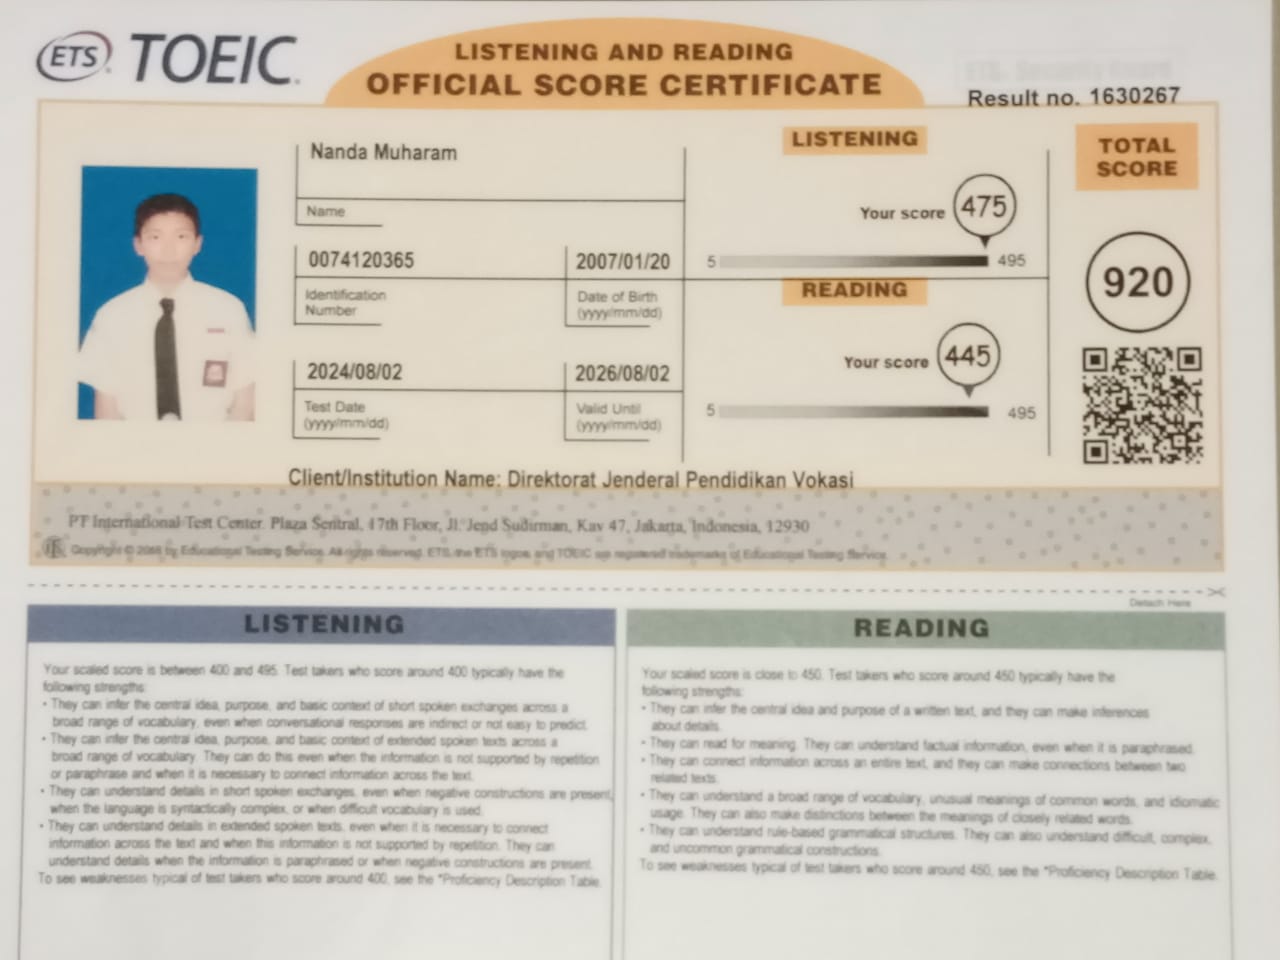 ETS TOEIC
LISTENING AND READING
OFFICIAL SCORE CERTIFICATE
Result no. 1630267
Nanda Muharam
Name
0074120365
2007/01/20
Identification
Number
Date of Birth
(yyyy/mm/dd)
2024/08/02
2026/08/02
Test Date
(yyyy/mm/dd)
Valid Until
(yyyy/mm/dd)
LISTENING
Your score 475
5 495
READING
Your score 445
5 495
TOTAL
SCORE
920
Client/Institution Name: Direktorat Jenderal Pendidikan Vokasi
PT International Test Center. Plaza Sentral, 17th Floor, Jl. Jend Sudirman, Kav 47, Jakarta, Indonesia, 12930
Copyright © by Educational Testing Service. All rights reserved. ETS, the ETS logos, and TOEIC are registered trademarks of Educational Testing Service.
Detach Here
LISTENING
Your scaled score is between 400 and 495. Test takers who score around 400 typically have the
following strengths:
• They can infer the central idea, purpose, and basic context of short spoken exchanges across a
broad range of vocabulary, even when conversational responses are indirect or not easy to predict.
• They can infer the central idea, purpose, and basic context of extended spoken texts across a
broad range of vocabulary. They can do this even when the information is not supported by repetition
or paraphrase and when it is necessary to connect information across the text.
• They can understand details in short spoken exchanges, even when negative constructions are present,
when the language is syntactically complex, or when difficult vocabulary is used.
• They can understand details in extended spoken texts, even when it is necessary to connect
information across the text and when this information is not supported by repetition. They can
understand details when the information is paraphrased or when negative constructions are present.
To see weaknesses typical of test takers who score around 400, see the "Proficiency Description Table.
READING
Your scaled score is close to 450. Test takers who score around 450 typically have the
following strengths:
• They can infer the central idea and purpose of a written text, and they can make inferences
about details.
• They can read for meaning. They can understand factual information, even when it is paraphrased.
• They can connect information across an entire text, and they can make connections between two
related texts.
• They can understand a broad range of vocabulary, unusual meanings of common words, and idiomatic
usage. They can also make distinctions between the meanings of closely related words.
• They can understand rule-based grammatical structures. They can also understand difficult, complex,
and uncommon grammatical constructions.
To see weaknesses typical of test takers who score around 450, see the "Proficiency Description Table.